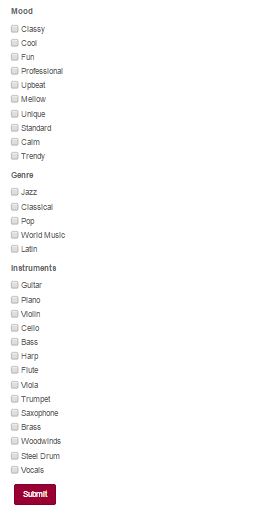 Mood
Classy
Cool
Fun
Professional
Upbeat
Mellow
Unique
Standard
Calm
Trendy
Genre
Jazz
Classical
Pop
World Music
Latin
Instruments
Guitar
Piano
Violin
Cello
Bass
Harp
Flute
Viola
Trumpet
Saxophone
Brass
Woodwinds
Steel Drum
Vocals
Submit